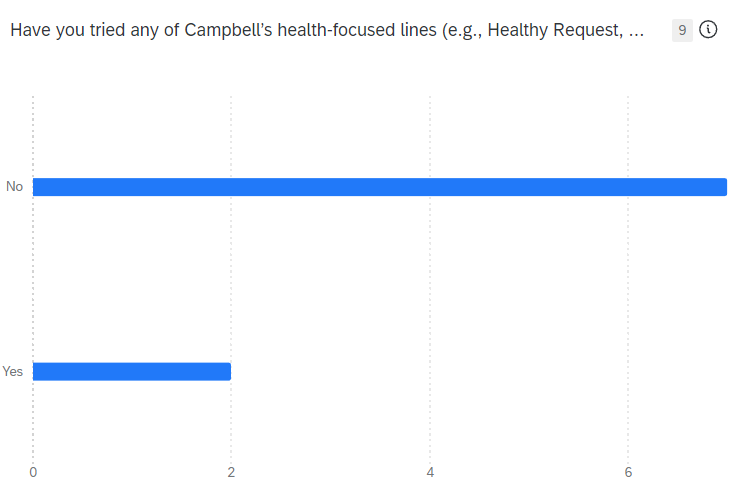 Have you tried any of Campbell’s health-focused lines (e.g., Healthy Request, ... 9
No
Yes
0 2 4 6